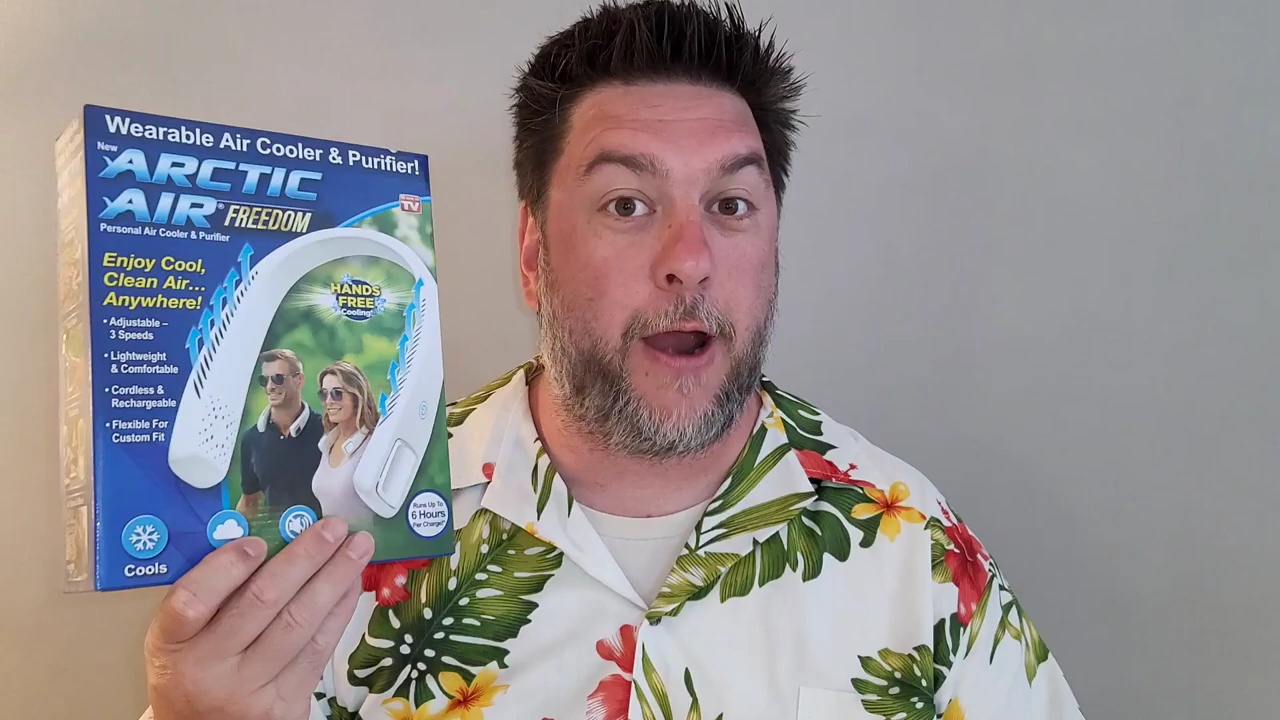 Wearable Air Cooler & Purifier!
New
ARCTIC
AIR® FREEDOM
Personal Air Cooler & Purifier
TV
Enjoy Cool,
Clean Air...
Anywhere!
• Adjustable –
3 Speeds
• Lightweight
& Comfortable
• Cordless &
Rechargeable
• Flexible For
Custom Fit
HANDS
FREE
Cooling!
Runs Up To
6 Hours
Per Charge!*
Cools